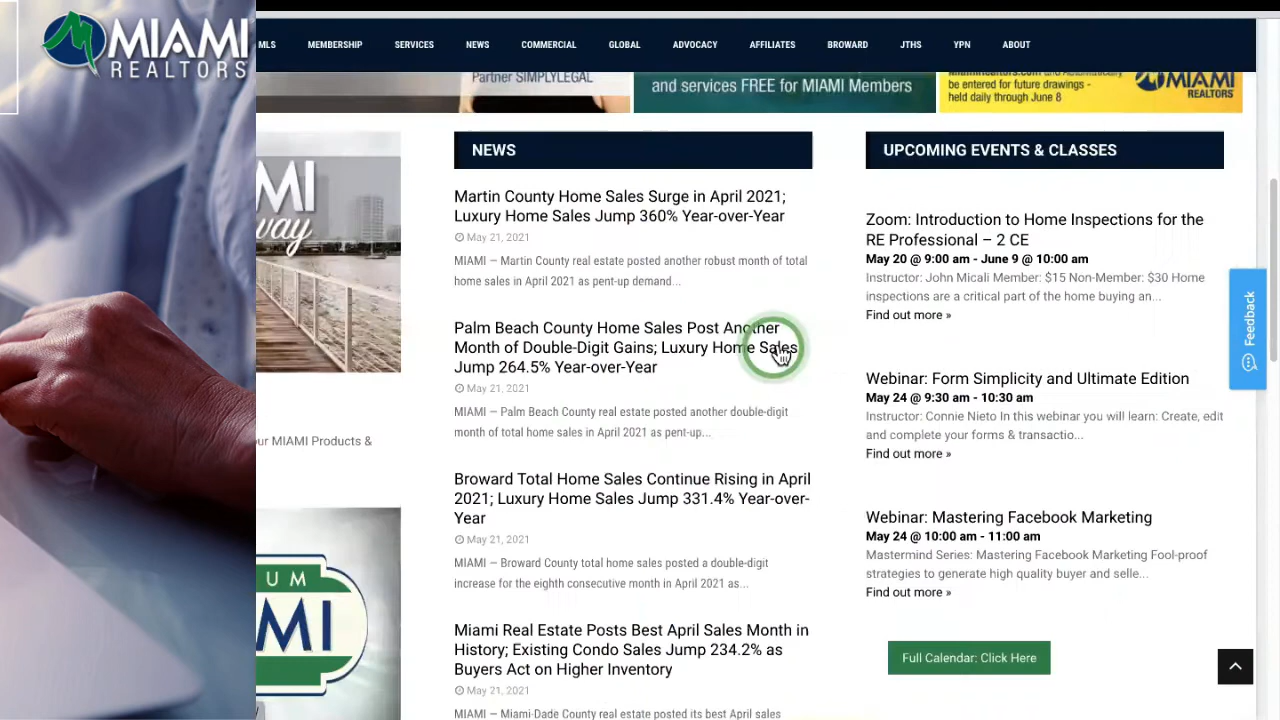 MIAMI
REALTORS
MLS
MEMBERSHIP
SERVICES
NEWS
COMMERCIAL
GLOBAL
ADVOCACY
AFFILIATES
BROWARD
JTHS
YPN
ABOUT
Partner SIMPLYLEGAL
and services FREE for MIAMI Members
be entered for future drawings -
held daily through June 8
MIAMI
REALTORS
NEWS
Martin County Home Sales Surge in April 2021;
Luxury Home Sales Jump 360% Year-over-Year
May 21, 2021
MIAMI — Martin County real estate posted another robust month of total
home sales in April 2021 as pent-up demand...
Palm Beach County Home Sales Post Another
Month of Double-Digit Gains; Luxury Home Sales
Jump 264.5% Year-over-Year
May 21, 2021
MIAMI — Palm Beach County real estate posted another double-digit
month of total home sales in April 2021 as pent-up...
Broward Total Home Sales Continue Rising in April
2021; Luxury Home Sales Jump 331.4% Year-over-
Year
May 21, 2021
MIAMI — Broward County total home sales posted a double-digit
increase for the eighth consecutive month in April 2021 as...
Miami Real Estate Posts Best April Sales Month in
History; Existing Condo Sales Jump 234.2% as
Buyers Act on Higher Inventory
May 21, 2021
MIAMI — Miami-Dade County real estate posted its best April sales
UPCOMING EVENTS & CLASSES
Zoom: Introduction to Home Inspections for the
RE Professional – 2 CE
May 20 @ 9:00 am - June 9 @ 10:00 am
Instructor: John Micali Member: $15 Non-Member: $30 Home
inspections are a critical part of the home buying an...
Find out more »
Webinar: Form Simplicity and Ultimate Edition
May 24 @ 9:30 am - 10:30 am
Instructor: Connie Nieto In this webinar you will learn: Create, edit
and complete your forms & transactio...
Find out more »
Webinar: Mastering Facebook Marketing
May 24 @ 10:00 am - 11:00 am
Mastermind Series: Mastering Facebook Marketing Fool-proof
strategies to generate high quality buyer and selle...
Find out more »
Full Calendar: Click Here
Feedback
MI
way
our MIAMI Products &
UM
MI